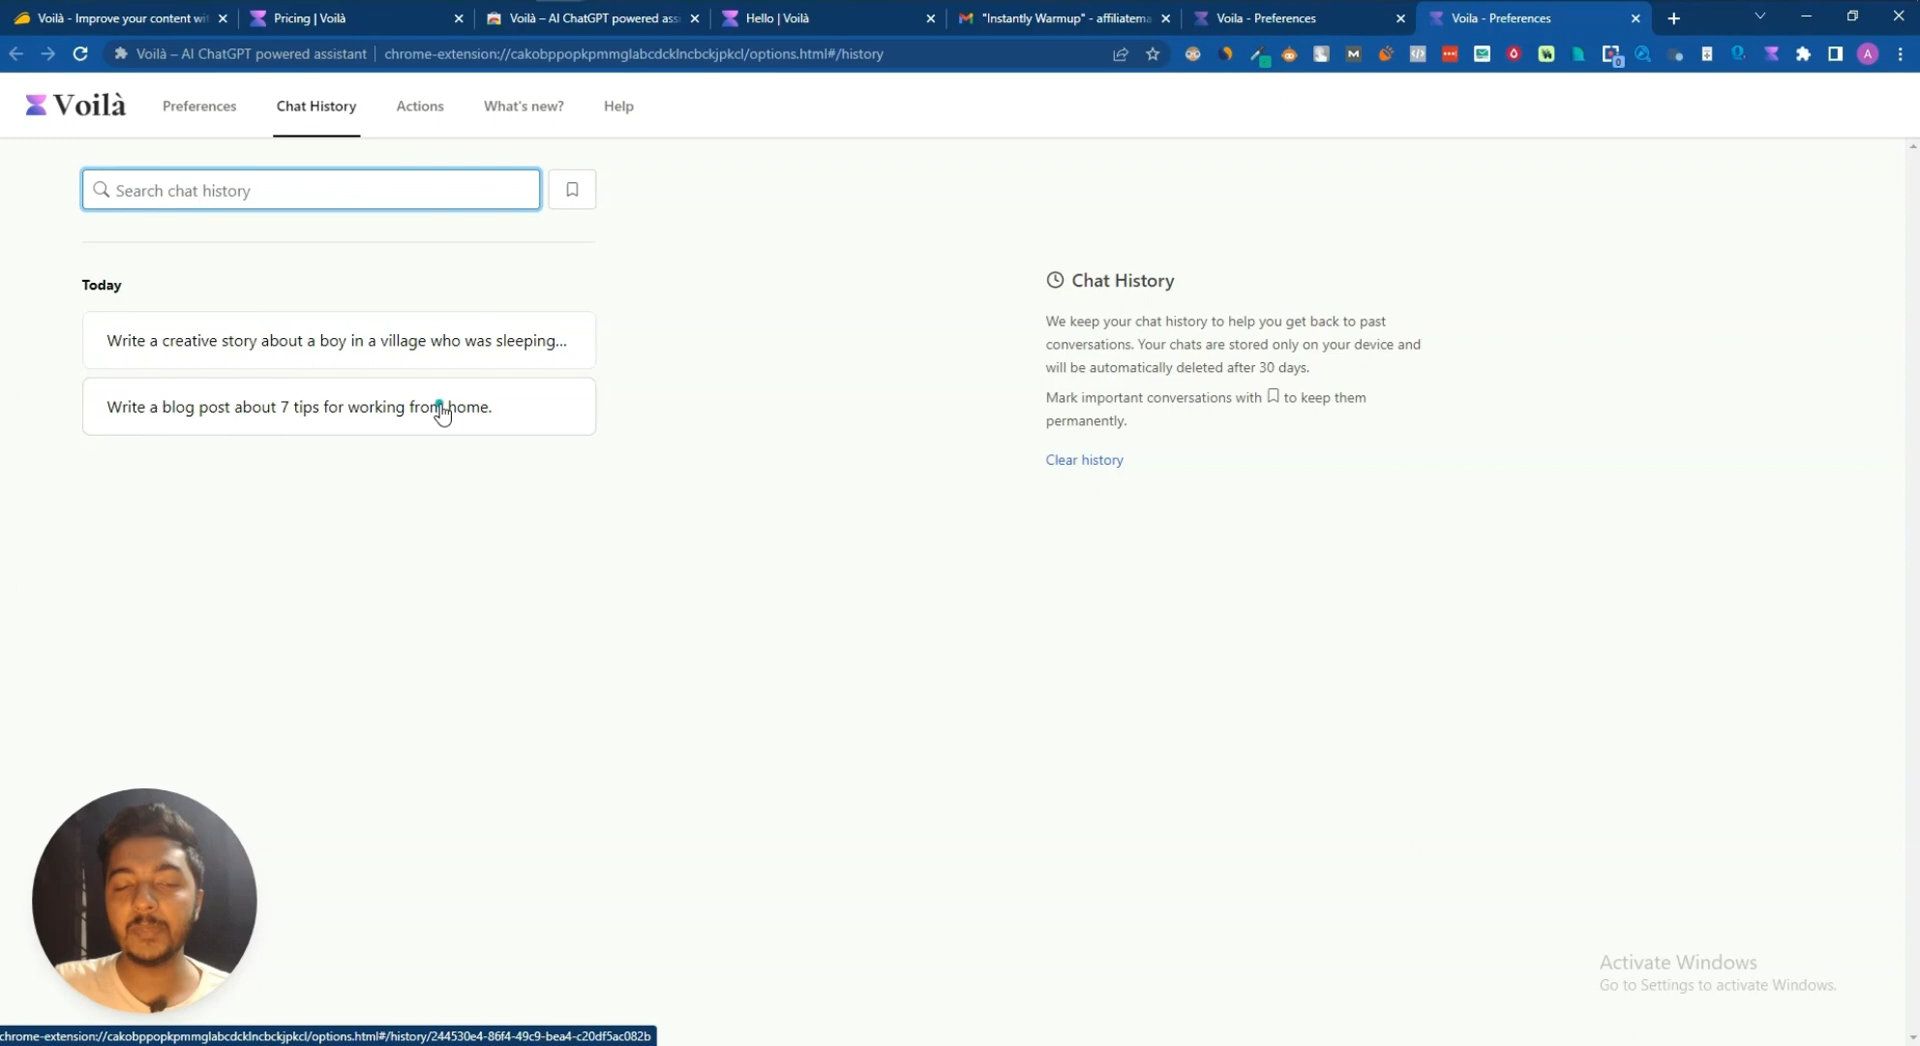 Voilà - Improve your content wi
Pricing | Voilà
Voilà – AI ChatGPT powered ass
Hello | Voilà
"Instantly Warmup" - affiliatema
Voila - Preferences
Voila - Preferences
Voilà – AI ChatGPT powered assistant | chrome-extension://cakobppopkpmmglabcdcklncbckjpkcl/options.html#/history
0
A
Voilà
Preferences
Chat History
Actions
What's new?
Help
Search chat history
Today
Write a creative story about a boy in a village who was sleeping...
Write a blog post about 7 tips for working from home.
Chat History
We keep your chat history to help you get back to past
conversations. Your chats are stored only on your device and
will be automatically deleted after 30 days.
Mark important conversations with to keep them
permanently.
Clear history
Activate Windows
Go to Settings to activate Windows.
chrome-extension://cakobppopkpmmglabcdcklncbckjpkcl/options.html#/history/244530e4-86f4-49c9-bea4-c20df5ac082b